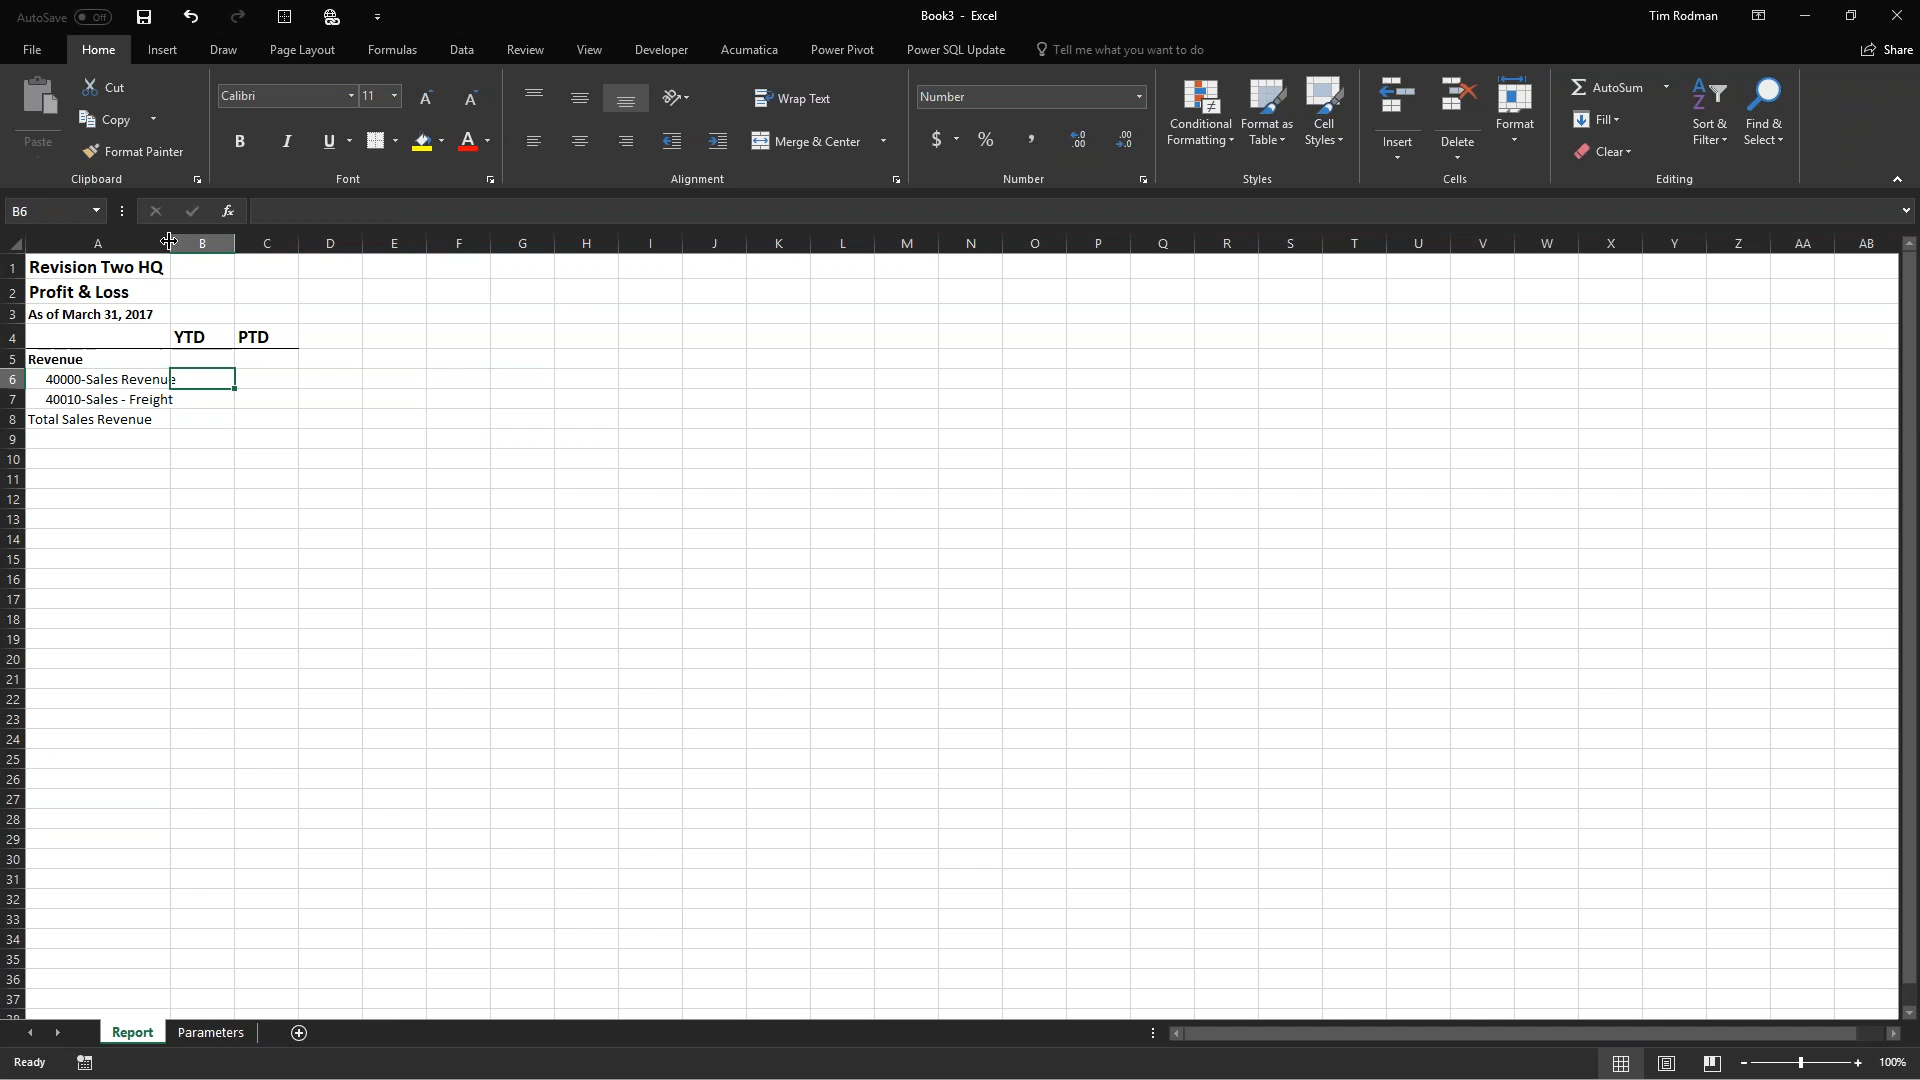 AutoSave Off
Book3 - Excel
Tim Rodman
File Home Insert Draw Page Layout Formulas Data Review View Developer Acumatica Power Pivot Power SQL Update Tell me what you want to do Share
Paste
Cut
Copy
Format Painter
Clipboard
Calibri 11
B I U
Font
Wrap Text
Merge & Center
Alignment
Number
$ % ,
Number
Conditional Formatting
Format as Table
Cell Styles
Styles
Insert
Delete
Format
Cells
AutoSum
Fill
Clear
Sort & Filter
Find & Select
Editing
B6 fx
A B C D E F G H I J K L M N O P Q R S T U V W X Y Z AA AB
1 Revision Two HQ
2 Profit & Loss
3 As of March 31, 2017
4 YTD PTD
5 Revenue
6 40000-Sales Revenue
7 40010-Sales - Freight
8 Total Sales Revenue
9
10
11
12
13
14
15
16
17
18
19
20
21
22
23
24
25
26
27
28
29
30
31
32
33
34
35
36
37
Report Parameters
Ready
100%